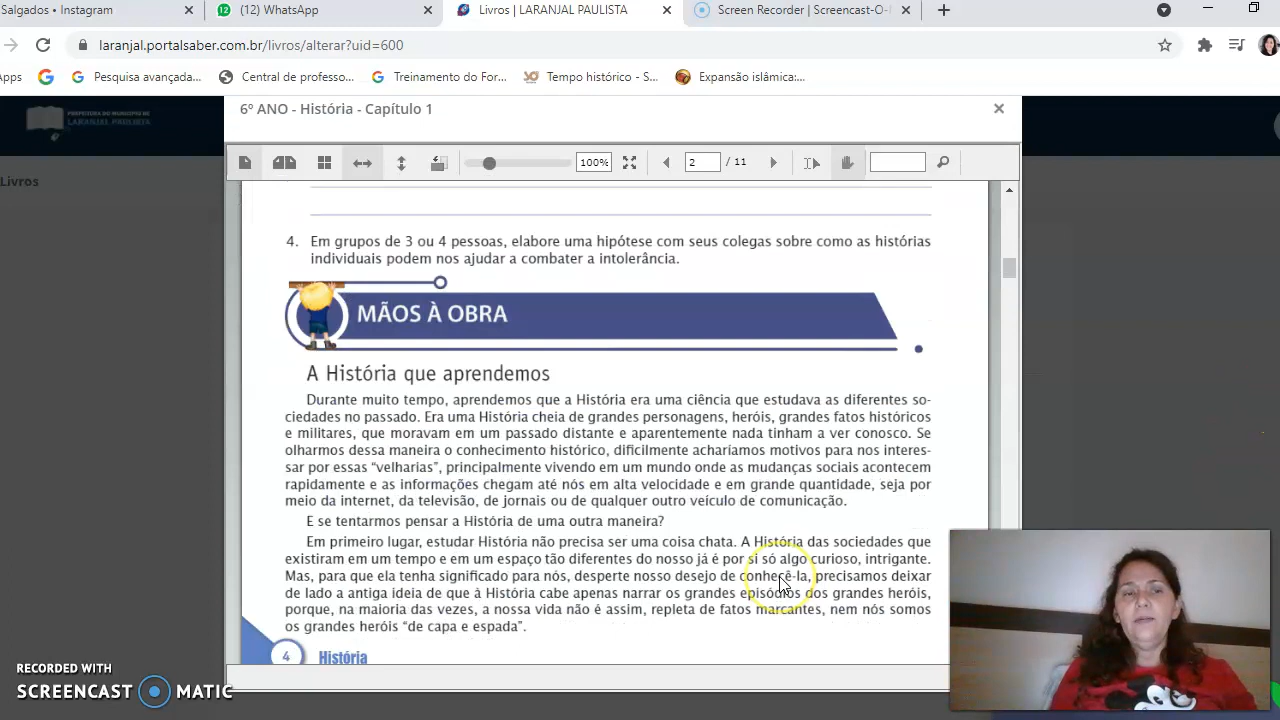 Salgados • Instagram
(12) WhatsApp
Livros | LARANJAL PAULISTA
Screen Recorder | Screencast-O-
laranjal.portalsaber.com.br/livros/alterar?uid=600
pps
Pesquisa avançada...
Central de professo...
Treinamento do For...
Tempo histórico - S...
Expansão islâmica:...
PREFEITURA DO MUNICÍPIO DE
LARANJAL PAULISTA
6º ANO - História - Capítulo 1
100%
2 / 11
Livros
4. Em grupos de 3 ou 4 pessoas, elabore uma hipótese com seus colegas sobre como as histórias
individuais podem nos ajudar a combater a intolerância.
MÃOS À OBRA
A História que aprendemos
Durante muito tempo, aprendemos que a História era uma ciência que estudava as diferentes so-
ciedades no passado. Era uma História cheia de grandes personagens, heróis, grandes fatos históricos
e militares, que moravam em um passado distante e aparentemente nada tinham a ver conosco. Se
olharmos dessa maneira o conhecimento histórico, dificilmente acharíamos motivos para nos interes-
sar por essas “velharias”, principalmente vivendo em um mundo onde as mudanças sociais acontecem
rapidamente e as informações chegam até nós em alta velocidade e em grande quantidade, seja por
meio da internet, da televisão, de jornais ou de qualquer outro veículo de comunicação.
E se tentarmos pensar a História de uma outra maneira?
Em primeiro lugar, estudar História não precisa ser uma coisa chata. A História das sociedades que
existiram em um tempo e em um espaço tão diferentes do nosso já é por si só algo curioso, intrigante.
Mas, para que ela tenha significado para nós, desperte nosso desejo de conhecê-la, precisamos deixar
de lado a antiga ideia de que à História cabe apenas narrar os grandes episódios dos grandes heróis,
porque, na maioria das vezes, a nossa vida não é assim, repleta de fatos marcantes, nem nós somos
os grandes heróis “de capa e espada”.
4 História
RECORDED WITH
SCREENCAST MATIC